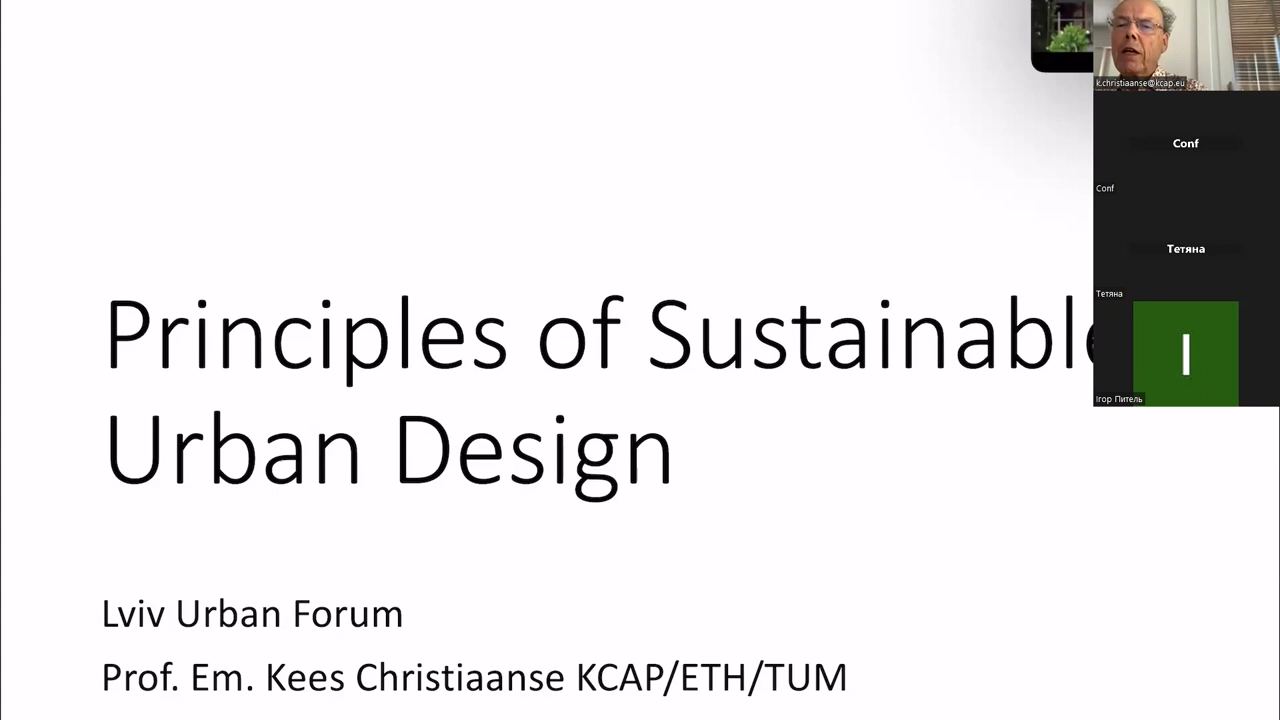 k.christiaanse@kcap.eu
Conf
Conf
Тетяна
Тетяна
I
Ігор Питель
Principles of Sustainable
Urban Design
Lviv Urban Forum
Prof. Em. Kees Christiaanse KCAP/ETH/TUM